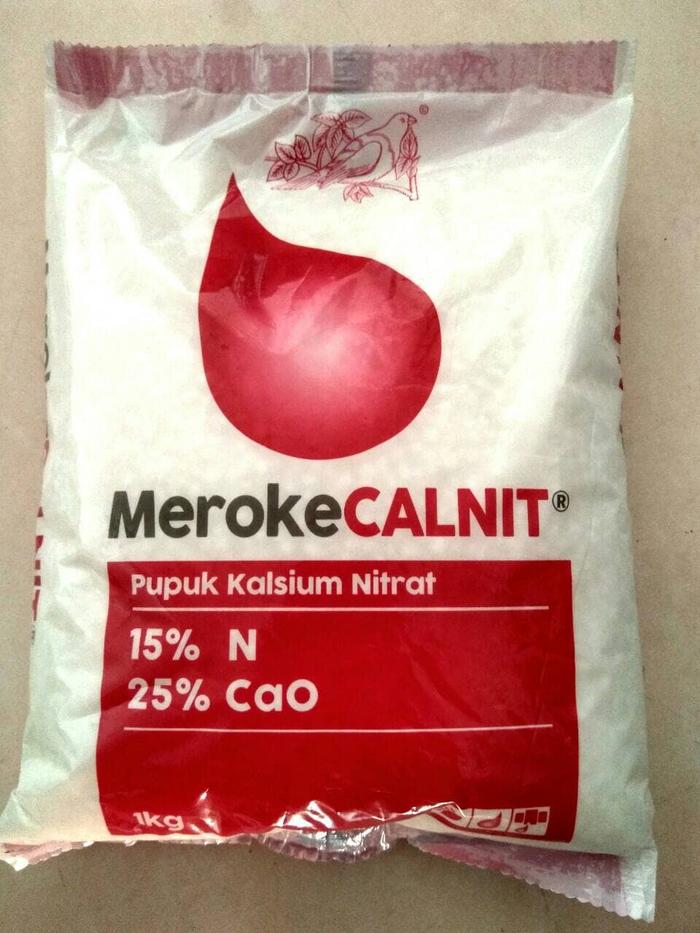 MerokeCALNIT®
Pupuk Kalsium Nitrat
15% N
25% CaO
1kg